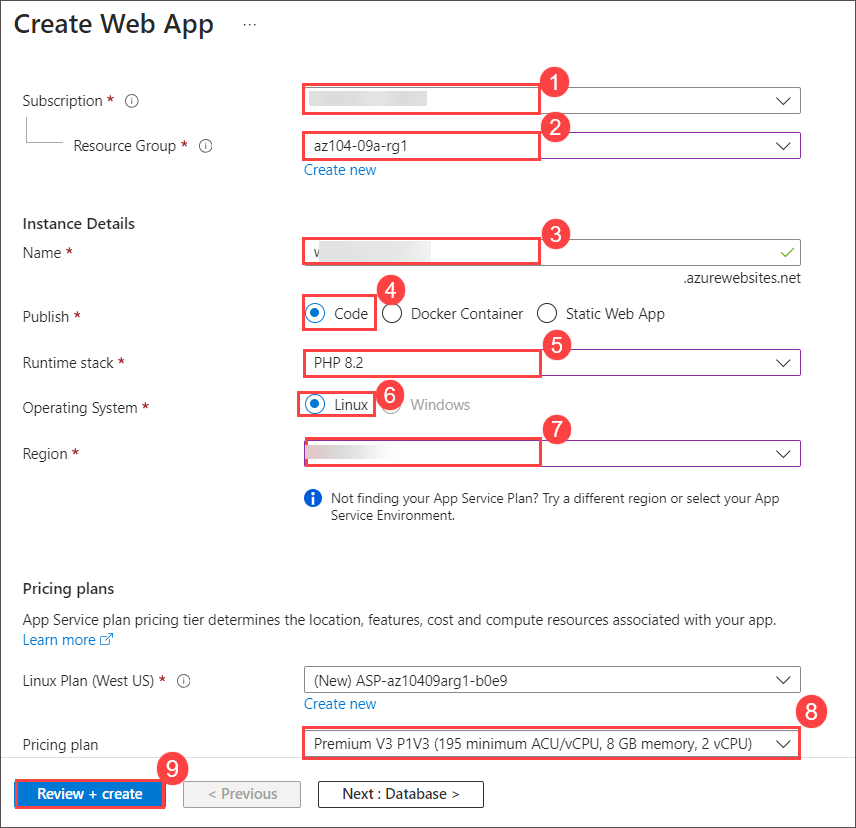 Create Web App ...
1
Subscription *
2
Resource Group * az104-09a-rg1
Create new
Instance Details
3
Name *
.azurewebsites.net
4
Publish * Code Docker Container Static Web App
5
Runtime stack * PHP 8.2
6
Operating System * Linux Windows
7
Region *
Not finding your App Service Plan? Try a different region or select your App
Service Environment.
Pricing plans
App Service plan pricing tier determines the location, features, cost and compute resources associated with your app.
Learn more
Linux Plan (West US) * (New) ASP-az10409arg1-b0e9
Create new
8
Pricing plan Premium V3 P1V3 (195 minimum ACU/vCPU, 8 GB memory, 2 vCPU)
9
Review + create < Previous Next : Database >